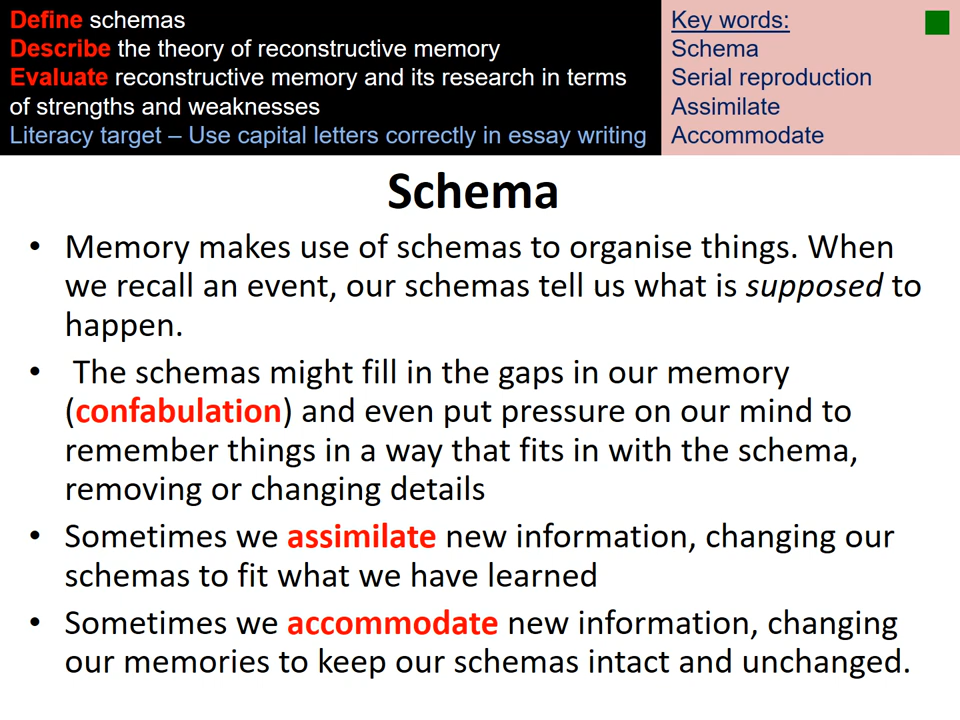 Define schemas
Describe the theory of reconstructive memory
Evaluate reconstructive memory and its research in terms
of strengths and weaknesses
Literacy target – Use capital letters correctly in essay writing
Key words:
Schema
Serial reproduction
Assimilate
Accommodate
Schema
• Memory makes use of schemas to organise things. When
we recall an event, our schemas tell us what is supposed to
happen.
• The schemas might fill in the gaps in our memory
(confabulation) and even put pressure on our mind to
remember things in a way that fits in with the schema,
removing or changing details
• Sometimes we assimilate new information, changing our
schemas to fit what we have learned
• Sometimes we accommodate new information, changing
our memories to keep our schemas intact and unchanged.